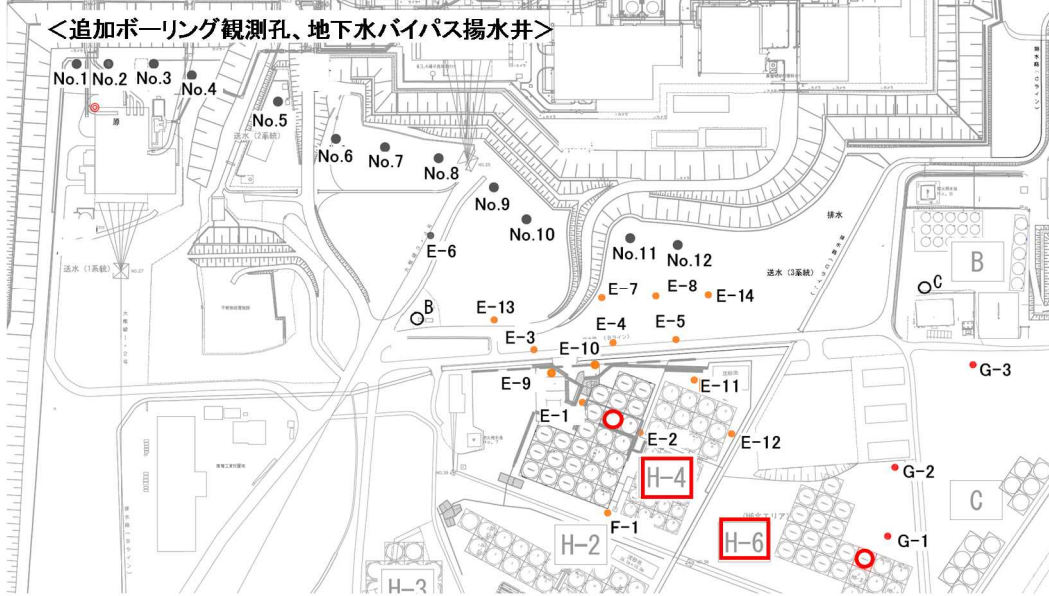 ＜追加ボーリング観測孔、地下水バイパス揚水井＞
No.1
No.2
No.3
No.4
No.5
送水（2系統）
No.6
No.7
No.8
No.9
No.10
No.11
No.12
排水
送水（3系統）
送水（1系統）
E-6
B
C
B
E-7
E-8
E-14
E-13
E-4
E-5
E-3
E-10
G-3
E-9
E-11
E-1
E-2
E-12
H-4
G-2
C
F-1
H-2
H-6
G-1
H-3